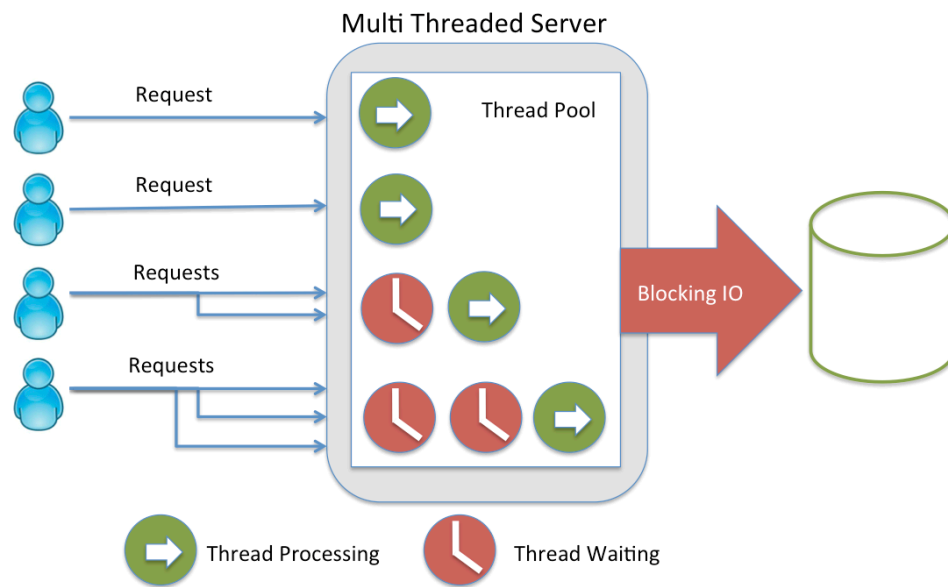 Multi Threaded Server
Request
Thread Pool
Request
Requests
Blocking IO
Requests
Thread Processing
Thread Waiting